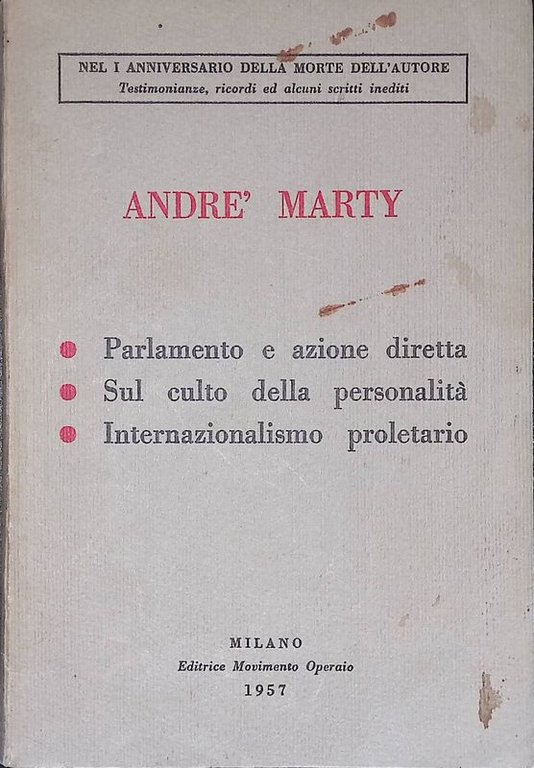 NEL I ANNIVERSARIO DELLA MORTE DELL'AUTORE
Testimonianze, ricordi ed alcuni scritti inediti
ANDRE' MARTY
Parlamento e azione diretta
Sul culto della personalità
Internazionalismo proletario
MILANO
Editrice Movimento Operaio
1957